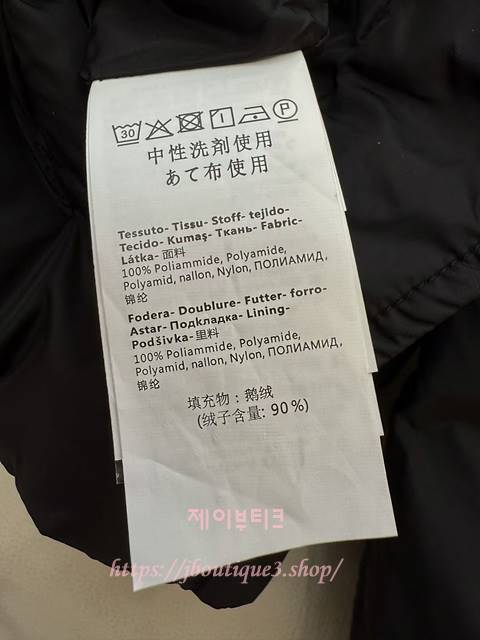 30
P
中性洗剤使用
あて布使用
Tessuto- Tissu- Stoff- tejido-
Tecido- Kumaş- Ткань- Fabric-
Látka- 面料
100% Poliammide, Polyamide,
Polyamid, nallon, Nylon, ПОЛИАМИД,
锦纶
Fodera- Doublure- Futter- forro-
Astar- Подкладка- Lining-
Podšivka- 里料
100% Poliammide, Polyamide,
Polyamid, nallon, Nylon, ПОЛИАМИД,
锦纶
填充物：鹅绒
(绒子含量: 90%)
제이부티크
https://jboutique3.shop/